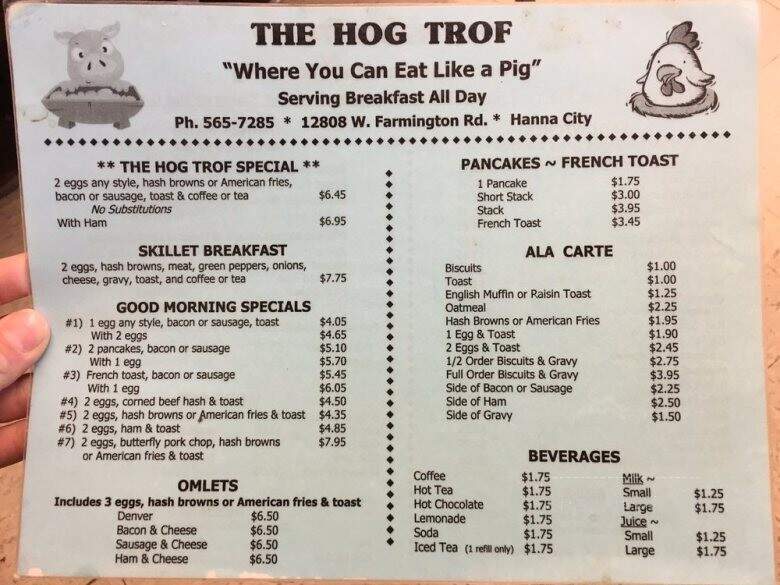 THE HOG TROF
"Where You Can Eat Like a Pig"
Serving Breakfast All Day
Ph. 565-7285 * 12808 W. Farmington Rd. * Hanna City
** THE HOG TROF SPECIAL **
2 eggs any style, hash browns or American fries,
bacon or sausage, toast & coffee or tea $6.45
No Substitutions
With Ham $6.95
SKILLET BREAKFAST
2 eggs, hash browns, meat, green peppers, onions,
cheese, gravy, toast, and coffee or tea $7.75
GOOD MORNING SPECIALS
#1) 1 egg any style, bacon or sausage, toast $4.05
With 2 eggs $4.65
#2) 2 pancakes, bacon or sausage $5.10
With 1 egg $5.70
#3) French toast, bacon or sausage $5.45
With 1 egg $6.05
#4) 2 eggs, corned beef hash & toast $4.50
#5) 2 eggs, hash browns or American fries & toast $4.35
#6) 2 eggs, ham & toast $4.85
#7) 2 eggs, butterfly pork chop, hash browns $7.95
or American fries & toast
OMLETS
Includes 3 eggs, hash browns or American fries & toast
Denver $6.50
Bacon & Cheese $6.50
Sausage & Cheese $6.50
Ham & Cheese $6.50
PANCAKES ~ FRENCH TOAST
1 Pancake $1.75
Short Stack $3.00
Stack $3.95
French Toast $3.45
ALA CARTE
Biscuits $1.00
Toast $1.00
English Muffin or Raisin Toast $1.25
Oatmeal $2.25
Hash Browns or American Fries $1.95
1 Egg & Toast $1.90
2 Eggs & Toast $2.45
1/2 Order Biscuits & Gravy $2.75
Full Order Biscuits & Gravy $3.95
Side of Bacon or Sausage $2.25
Side of Ham $2.50
Side of Gravy $1.50
BEVERAGES
Coffee $1.75
Hot Tea $1.75
Hot Chocolate $1.75
Lemonade $1.75
Soda $1.75
Iced Tea (1 refill only) $1.75
Milk ~
Small $1.25
Large $1.75
Juice ~
Small $1.25
Large $1.75